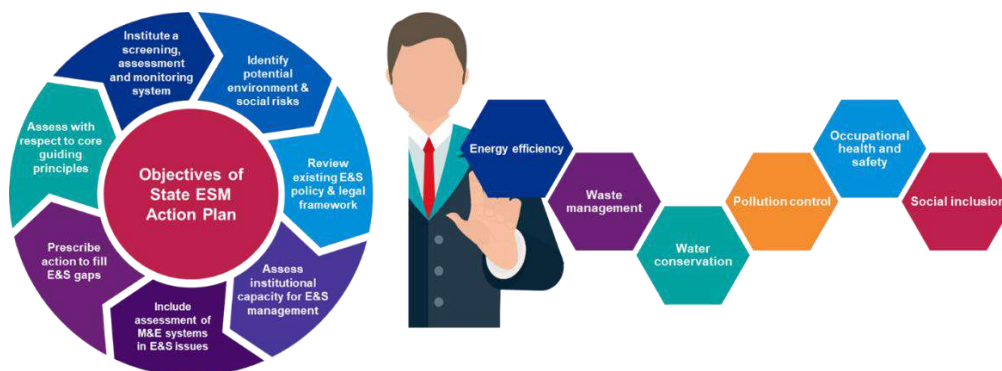 Institute a
screening,
assessment
and monitoring
system
Identify
potential
environment &
social risks
Review
existing E&S
policy & legal
framework
Assess
institutional
capacity for E&S
management
Include
assessment of
M&E systems
in E&S issues
Prescribe
action to fill
E&S gaps
Assess with
respect to core
guiding
principles
Objectives of
State ESM
Action Plan
Energy efficiency
Waste
management
Water
conservation
Pollution control
Occupational
health and
safety
Social inclusion